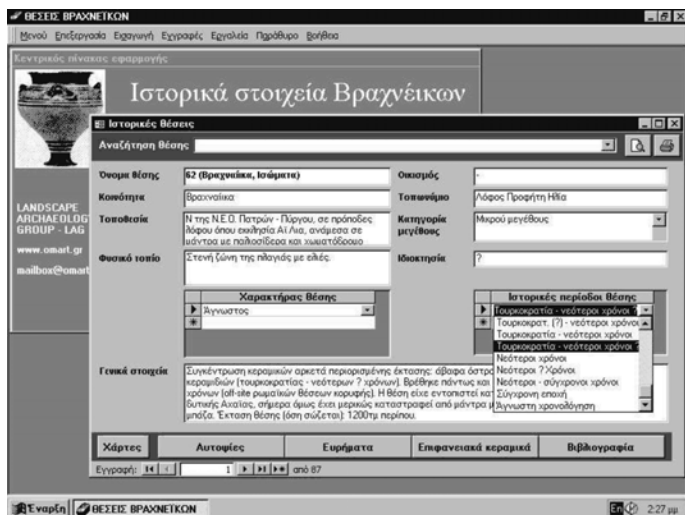 ΘΕΣΕΙΣ ΒΡΑΧΝΕΪΚΩΝ
Μενού Επεξεργασία Εισαγωγή Εγγραφές Εργαλεία Παράθυρο Βοήθεια
Κεντρικός πίνακας εφαρμογής
Ιστορικά στοιχεία Βραχνέικων
LANDSCAPE
ARCHAEOLOG
GROUP - LAG
www.omart.gr
mailbox@omart
Ιστορικές θέσεις
Αναζήτηση θέσης
Όνομα θέσης 62 (Βραχναίικα, Ισώματα) Οικισμός -
Κοινότητα Βραχναίικα Τοπωνύμιο Λόφος Προφήτη Ηλία
Τοποθεσία Ν της Ν.Ε.Ο. Πατρών - Πύργου, σε πρόποδες
λόφου όπου εκκλησία Αϊ Λια, ανάμεσα σε
μάντρα με παλιοσίδερα και χωματόδρομο
Κατηγορία μεγέθους Μικρού μεγέθους
Φυσικό τοπίο Στενή ζώνη της πλαγιάς με ελιές. Ιδιοκτησία ?
Χαρακτήρας θέσης
Άγνωστος
Ιστορικές περίοδοι θέσης
Τουρκοκρατία - νεότεροι χρόνοι ?
Τουρκοκρατ. (?) - νεότεροι χρόνοι
Τουρκοκρατία - νεότεροι χρόνοι
Τουρκοκρατία - νεότεροι χρόνοι ?
Νεότεροι χρόνοι
Νεότεροι ? Χρόνοι
Νεότεροι - σύγχρονοι χρόνοι
Σύγχρονη εποχή
Άγνωστη χρονολόγηση
Γενικά στοιχεία Συγκέντρωση κεραμικών αρκετά περιορισμένης έκτασης: άβαφα όστρα
κεραμιδιών (τουρκοκρατίας - νεότερων ? χρόνων). Βρέθηκε πάντως και
χρόνων (off-site ρωμαϊκών θέσεων κορυφής). Η θέση είχε εντοπιστεί κατ
δυτικής Αχαΐας, σήμερα όμως έχει μερικώς καταστραφεί από μάντρα μ
μπάζα. Έκταση θέσης (όση σώζεται): 1200τμ περίπου.
Χάρτες Αυτοψίες Ευρήματα Επιφανειακά κεραμικά Βιβλιογραφία
Εγγραφή: 1 από 87
Έναρξη ΘΕΣΕΙΣ ΒΡΑΧΝΕΪΚΩΝ En 2:27 μμ